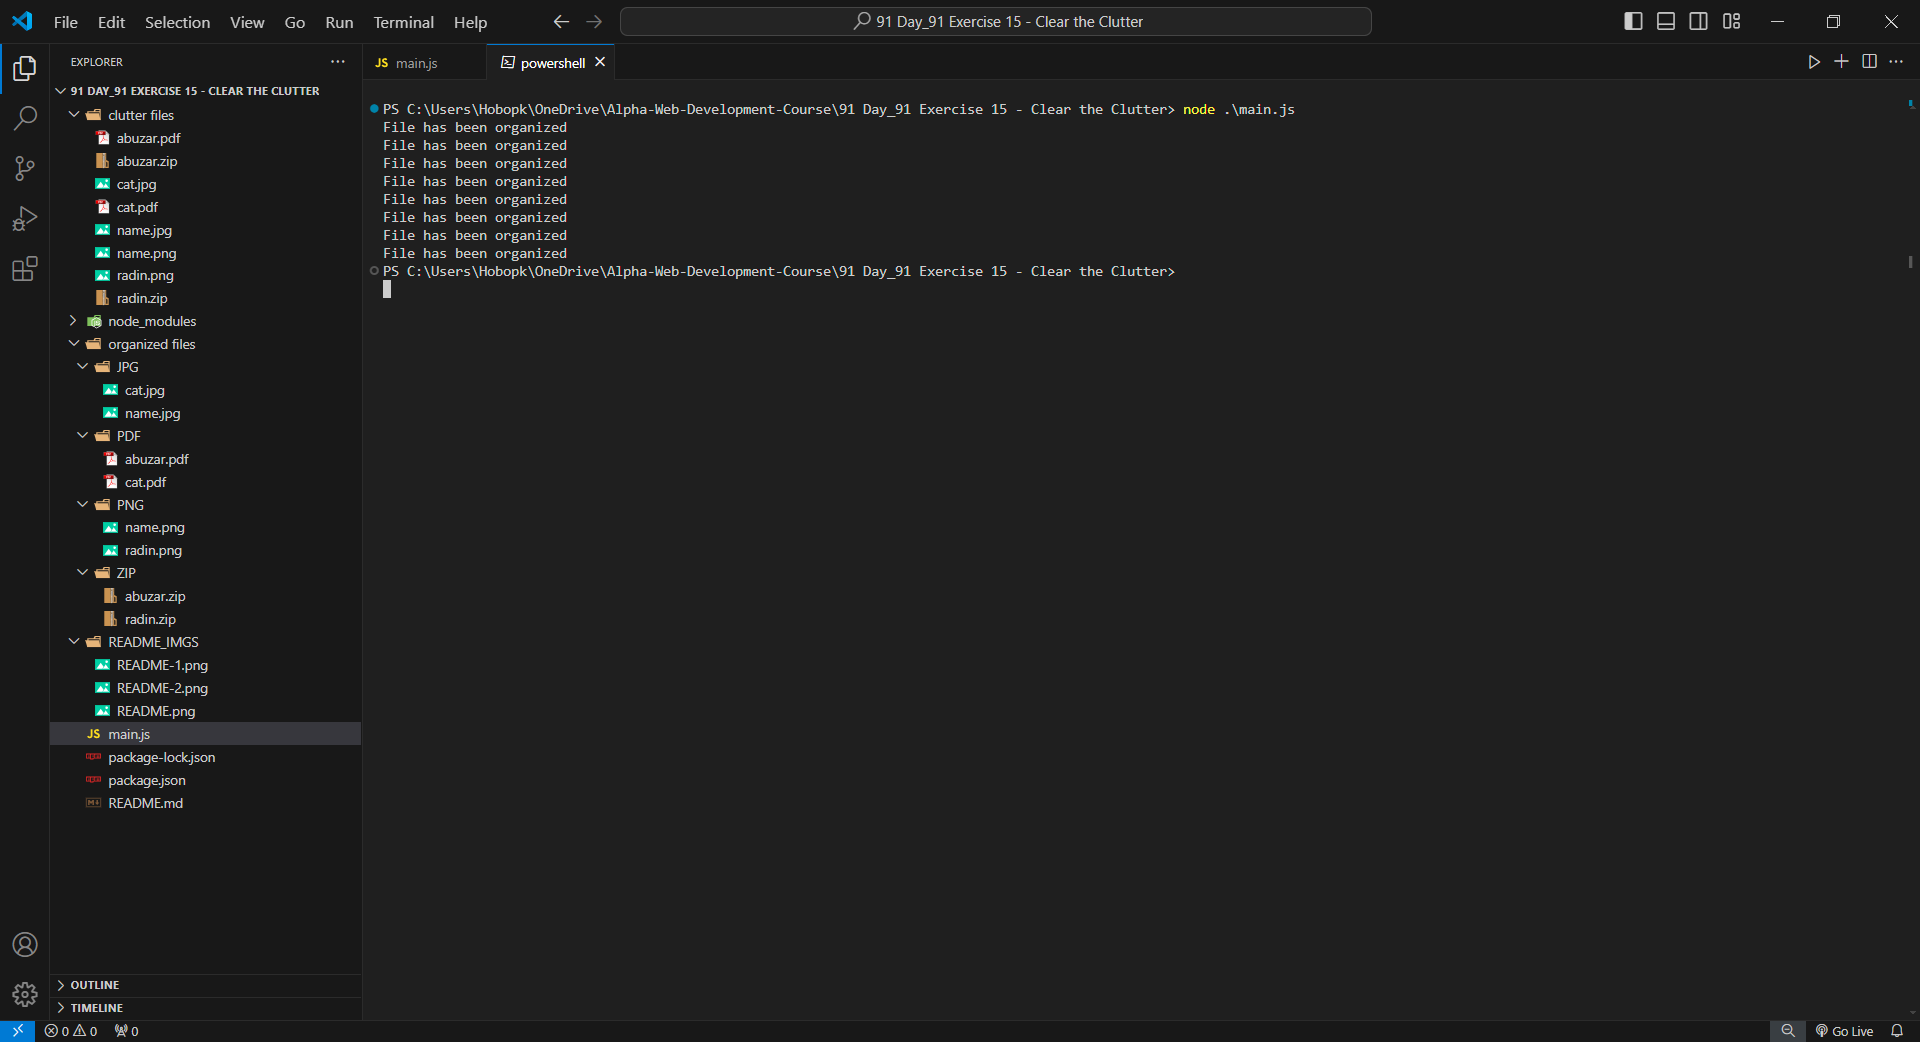 File Edit Selection View Go Run Terminal Help
91 Day_91 Exercise 15 - Clear the Clutter
EXPLORER
91 DAY_91 EXERCISE 15 - CLEAR THE CLUTTER
clutter files
abuzar.pdf
abuzar.zip
cat.jpg
cat.pdf
name.jpg
name.png
radin.png
radin.zip
node_modules
organized files
JPG
cat.jpg
name.jpg
PDF
abuzar.pdf
cat.pdf
PNG
name.png
radin.png
ZIP
abuzar.zip
radin.zip
README_IMGS
README-1.png
README-2.png
README.png
JS main.js
package-lock.json
package.json
README.md
OUTLINE
TIMELINE
JS main.js
powershell
PS C:\Users\Hobopk\OneDrive\Alpha-Web-Development-Course\91 Day_91 Exercise 15 - Clear the Clutter> node .\main.js
File has been organized
File has been organized
File has been organized
File has been organized
File has been organized
File has been organized
File has been organized
File has been organized
PS C:\Users\Hobopk\OneDrive\Alpha-Web-Development-Course\91 Day_91 Exercise 15 - Clear the Clutter>
0 0 0
Go Live